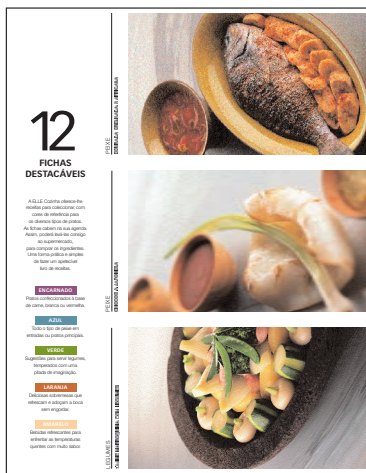 12
FICHAS
DESTACÁVEIS
A ELLE Cozinha oferece-lhe
receitas para coleccionar, com
cores de referência para
os diversos tipos de pratos.
As fichas cabem na sua agenda.
Assim, poderá levá-las consigo
ao supermercado,
para comprar os ingredientes.
Uma forma prática e simples
de fazer um apetecível
livro de receitas.
ENCARNADO
Pratos confeccionados à base
de carne, branca ou vermelha.
AZUL
Todo o tipo de peixe em
entradas ou pratos principais.
VERDE
Sugestões para servir legumes,
temperados com uma
pitada de imaginação.
LARANJA
Deliciosas sobremesas que
refrescam e adoçam a boca
sem engordar.
AMARELO
Bebidas refrescantes para
enfrentar as temperaturas
quentes com muito sabor.
PEIXE
PEIXE
LEGUMES